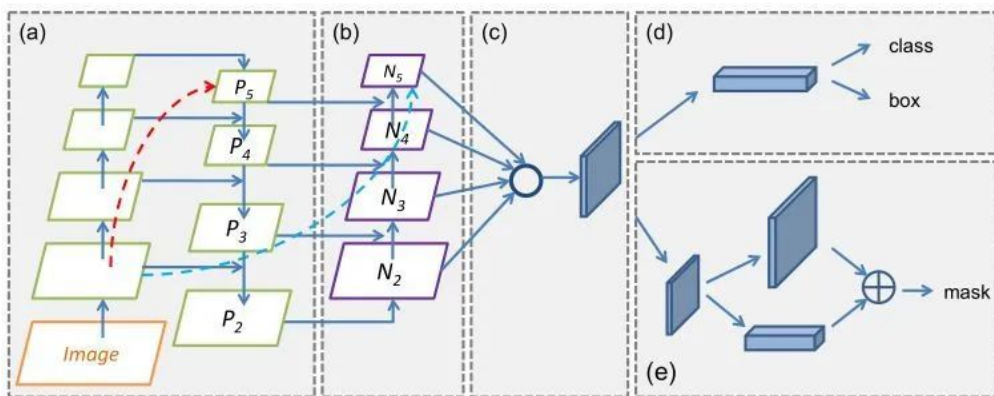 (a)
P5
P4
P3
P2
Image
(b)
N5
N4
N3
N2
(c)
(d)
class
box
mask
(e)